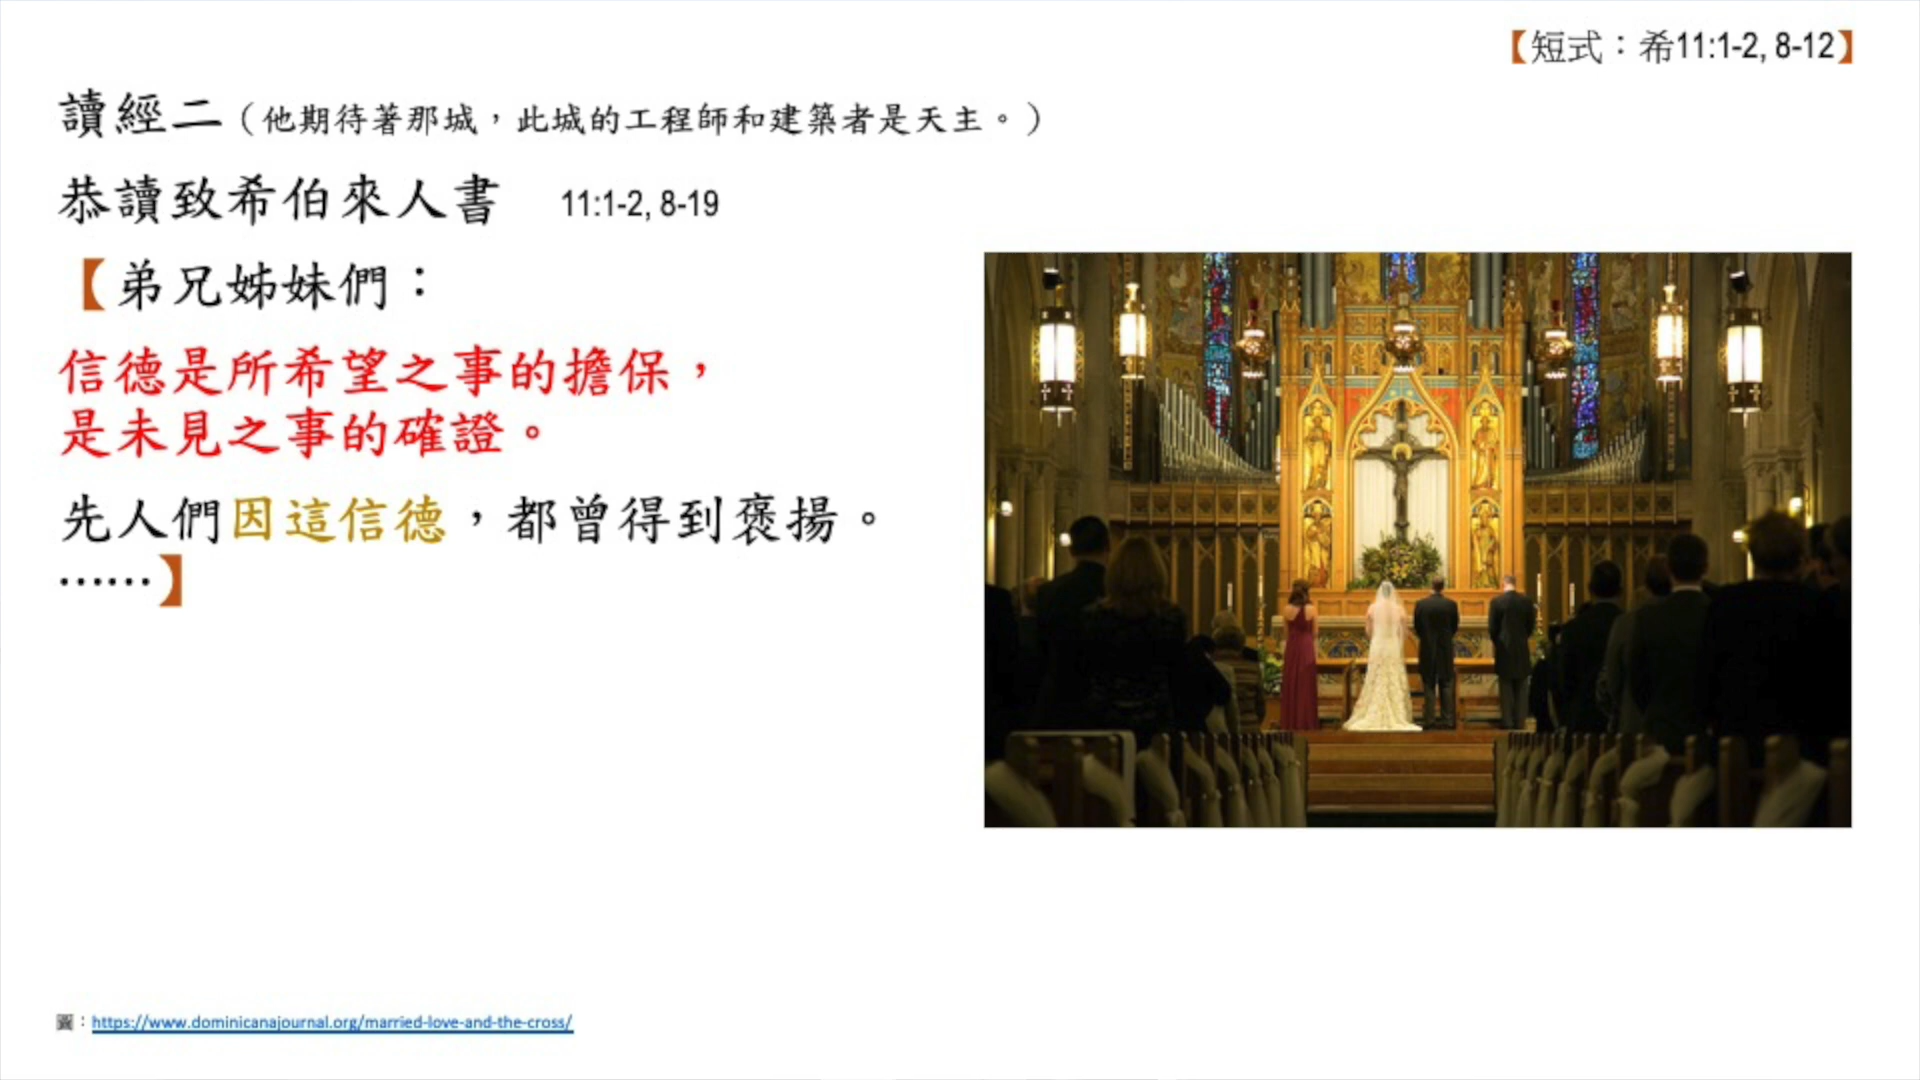 【短式：希11:1-2, 8-12】
讀經二（他期待著那城，此城的工程師和建築者是天主。）
恭讀致希伯來人書 11:1-2, 8-19
【弟兄姊妹們：
信德是所希望之事的擔保，
是未見之事的確證。
先人們因這信德，都曾得到褒揚。
……】
圖：https://www.dominicanajournal.org/married-love-and-the-cross/